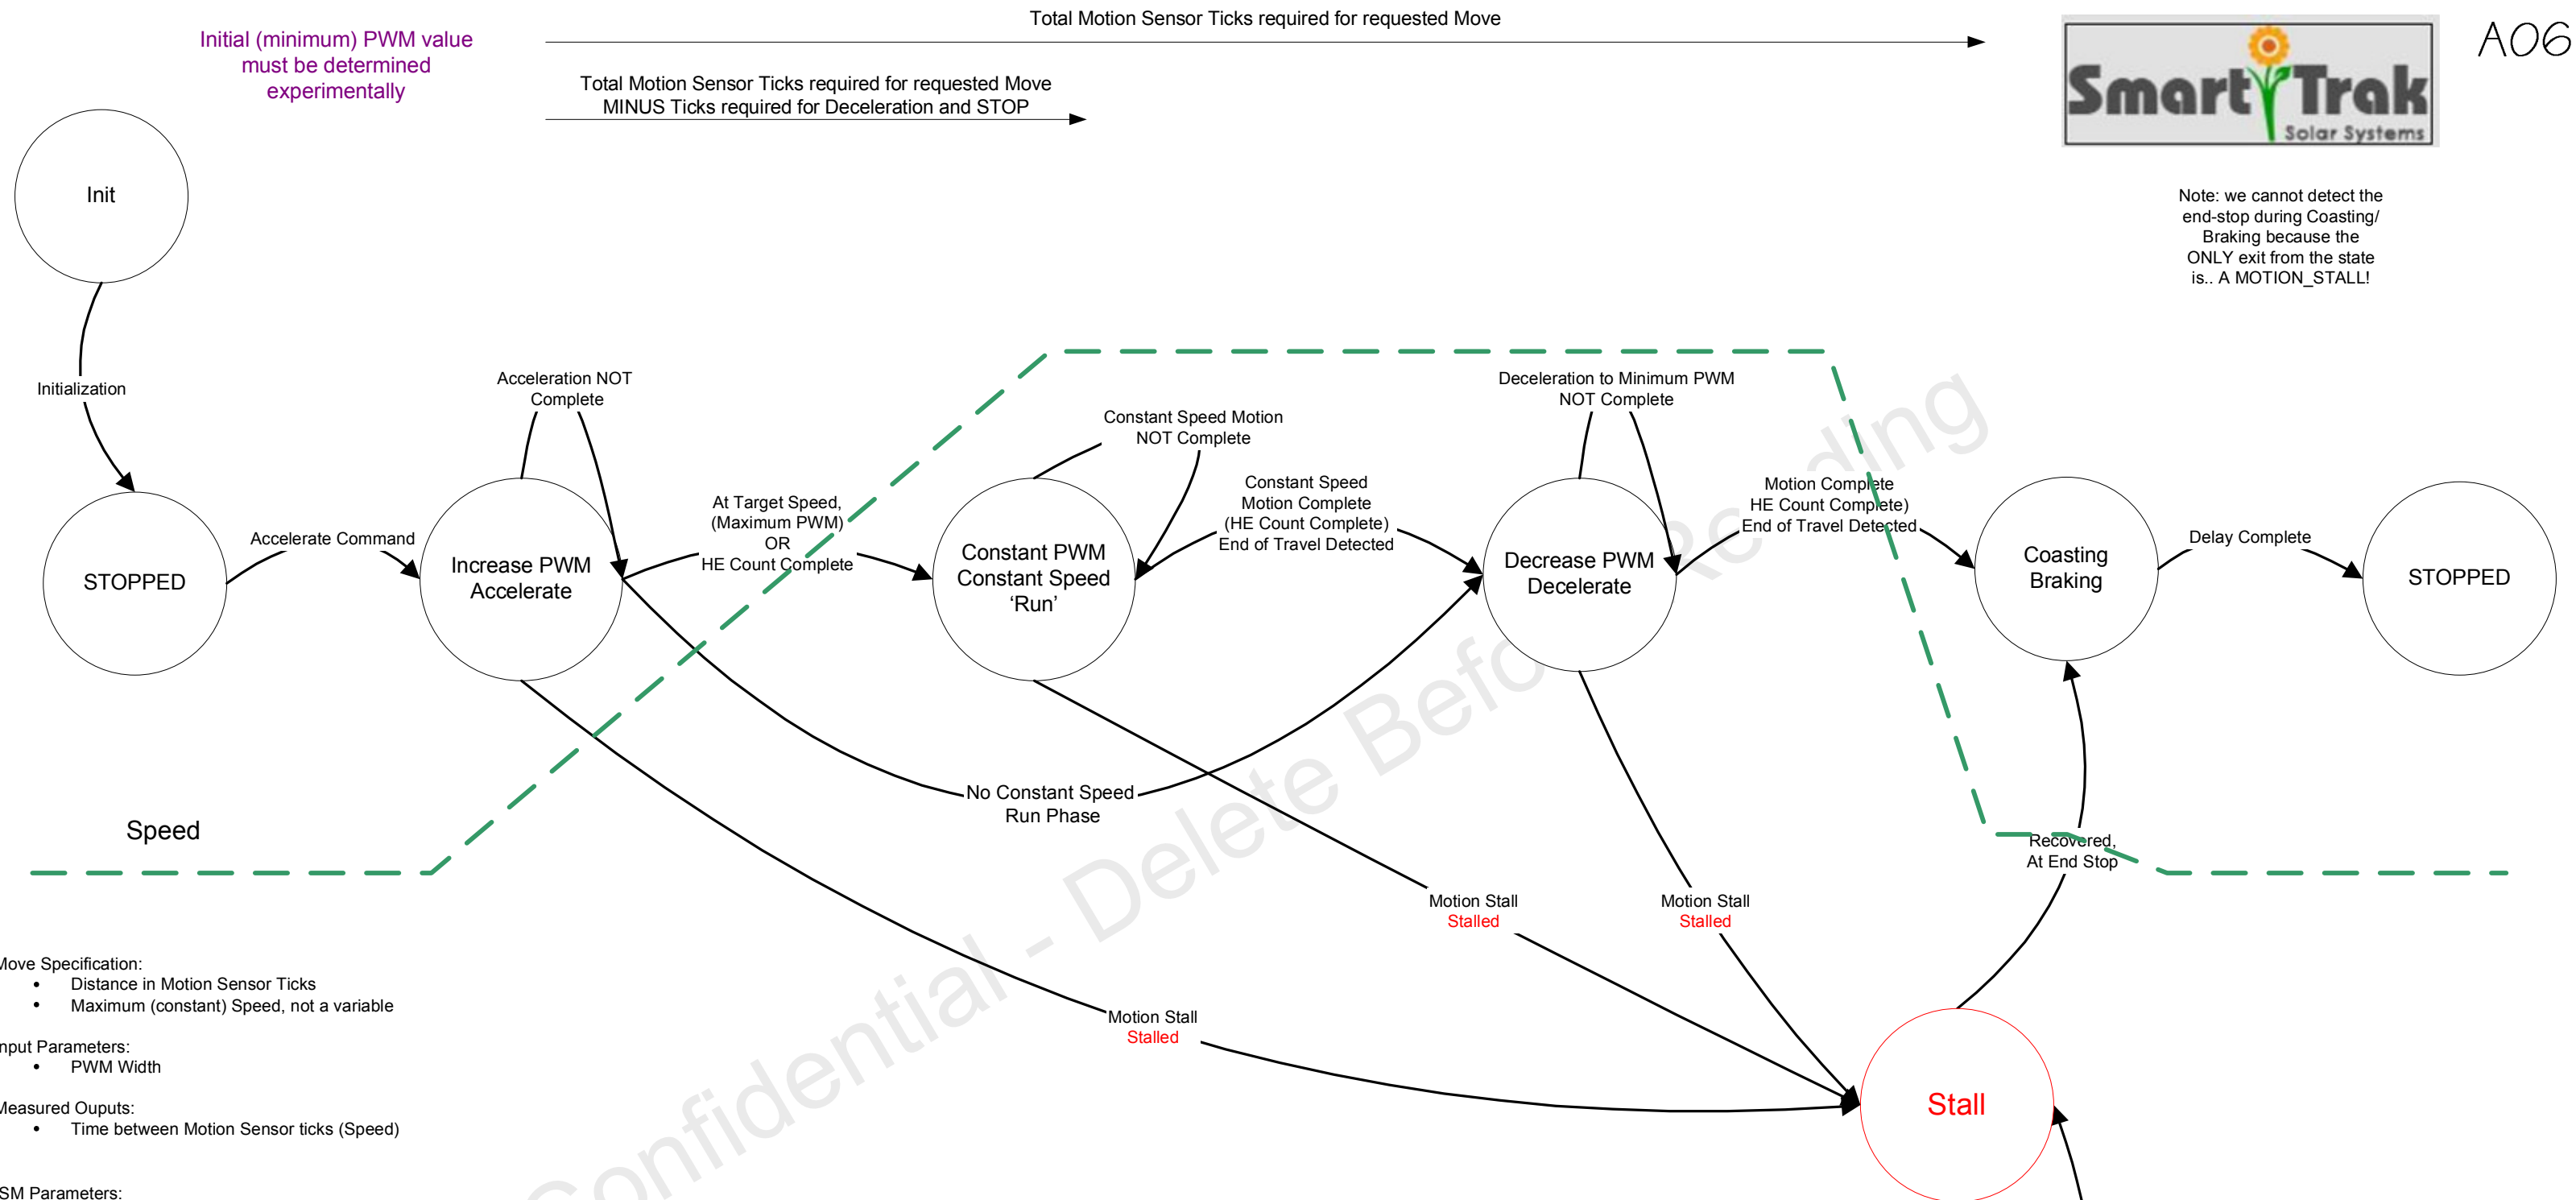 Total Motion Sensor Ticks required for requested Move
A06
Initial (minimum) PWM value
must be determined
experimentally
Total Motion Sensor Ticks required for requested Move
MINUS Ticks required for Deceleration and STOP
Smart Trak
Solar Systems
Note: we cannot detect the
end-stop during Coasting/
Braking because the
ONLY exit from the state
is.. A MOTION_STALL!
Init
Initialization
Acceleration NOT
Complete
Constant Speed Motion
NOT Complete
Deceleration to Minimum PWM
NOT Complete
STOPPED
Accelerate Command
Increase PWM
Accelerate
At Target Speed,
(Maximum PWM)
OR
HE Count Complete
Constant PWM
Constant Speed
‘Run’
Constant Speed
Motion Complete
(HE Count Complete)
End of Travel Detected
Decrease PWM
Decelerate
Motion Complete
HE Count Complete)
End of Travel Detected
Coasting
Braking
Delay Complete
STOPPED
No Constant Speed
Run Phase
Speed
Recovered,
At End Stop
Motion Stall
Stalled
Motion Stall
Stalled
Motion Stall
Stalled
Stall
Move Specification:
• Distance in Motion Sensor Ticks
• Maximum (constant) Speed, not a variable
nput Parameters:
• PWM Width
Measured Ouputs:
• Time between Motion Sensor ticks (Speed)
SM Parameters:
Confidential - Delete Before Reading